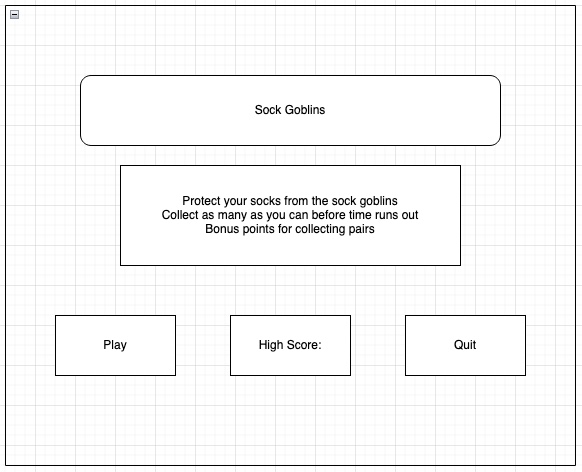 Sock Goblins
Protect your socks from the sock goblins
Collect as many as you can before time runs out
Bonus points for collecting pairs
Play
High Score:
Quit